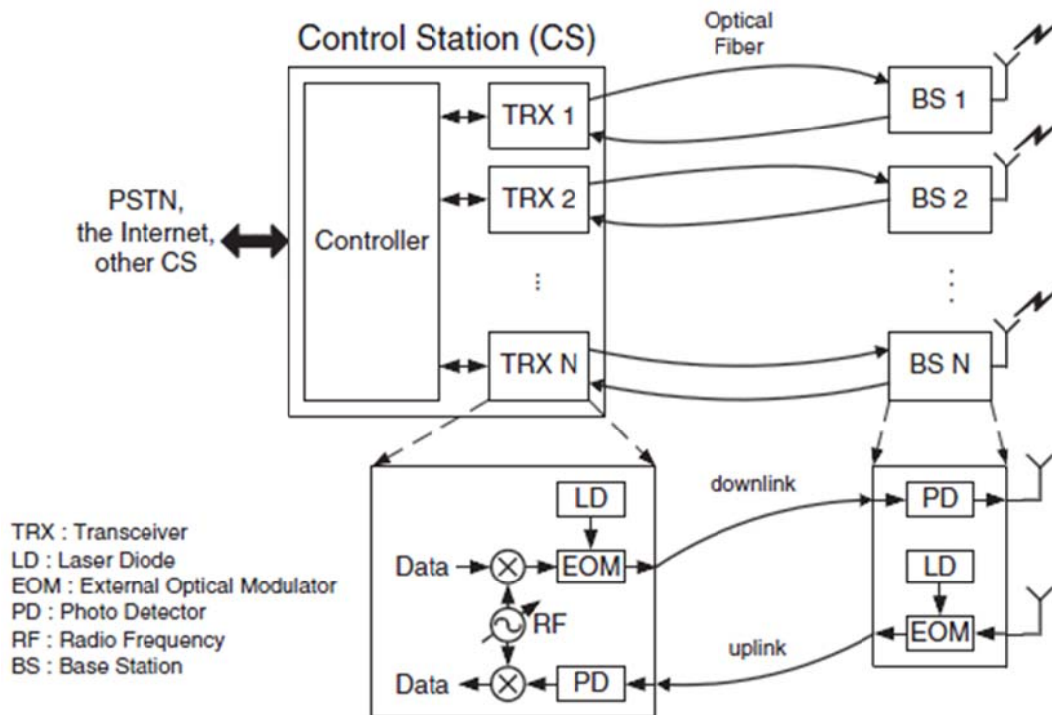 Control Station (CS)
Optical
Fiber
TRX 1
BS 1
TRX 2
BS 2
PSTN,
the Internet,
other CS
Controller
TRX N
BS N
LD
downlink
PD
Data
EOM
LD
RF
EOM
uplink
Data
PD
TRX : Transceiver
LD : Laser Diode
EOM : External Optical Modulator
PD : Photo Detector
RF : Radio Frequency
BS : Base Station